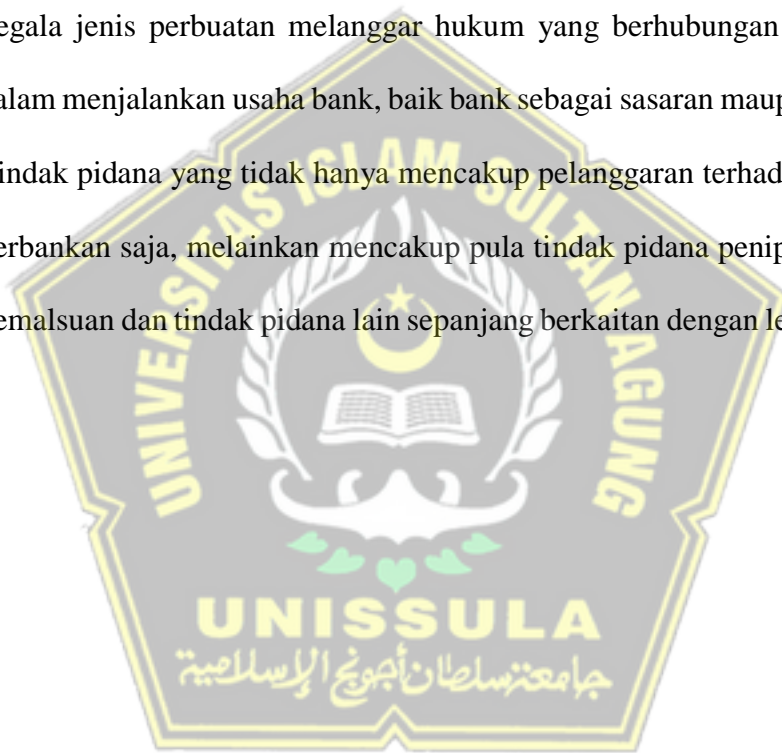 egala jenis perbuatan melanggar hukum yang berhubungan
alam menjalankan usaha bank, baik bank sebagai sasaran maup
indak pidana yang tidak hanya mencakup pelanggaran terhad
erbankan saja, melainkan mencakup pula tindak pidana penip
emalsuan dan tindak pidana lain sepanjang berkaitan dengan le
UNIVERSITAS ISLAM SULTAN AGUNG
UNISSULA
جامعترسلطان أجونج الإسلامية